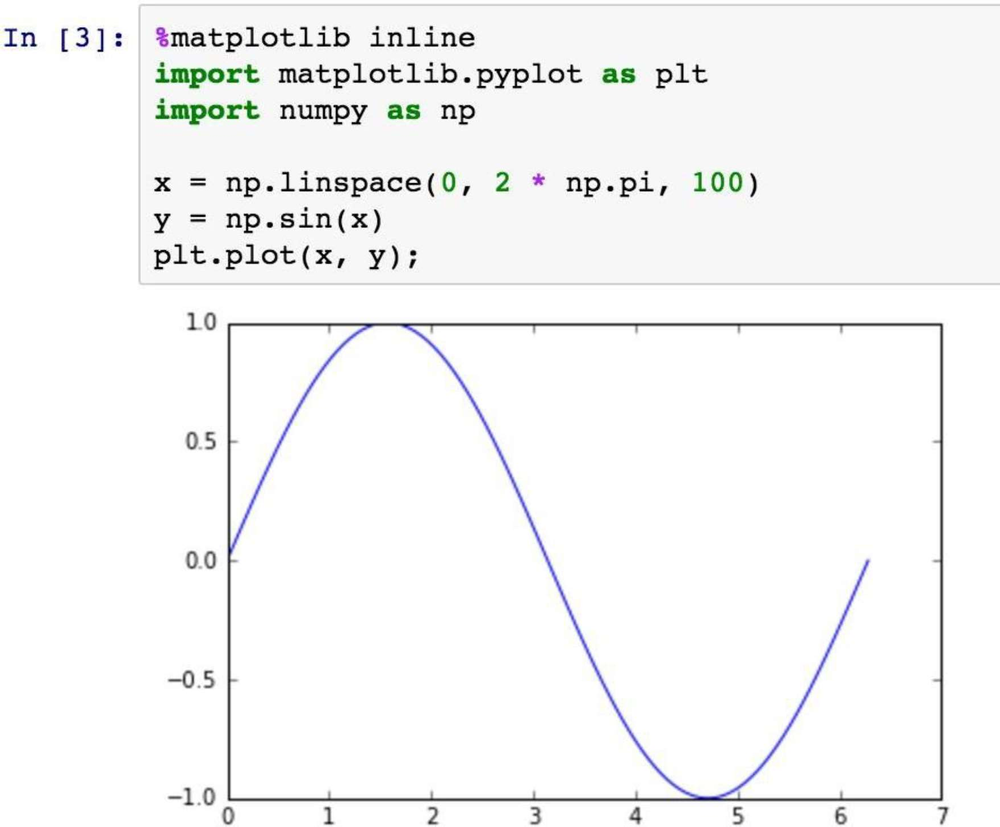 In [3]: %matplotlib inline
import matplotlib.pyplot as plt
import numpy as np
x = np.linspace(0, 2 * np.pi, 100)
y = np.sin(x)
plt.plot(x, y);
1.0
0.5
0.0
−0.5
−1.0
0 1 2 3 4 5 6 7